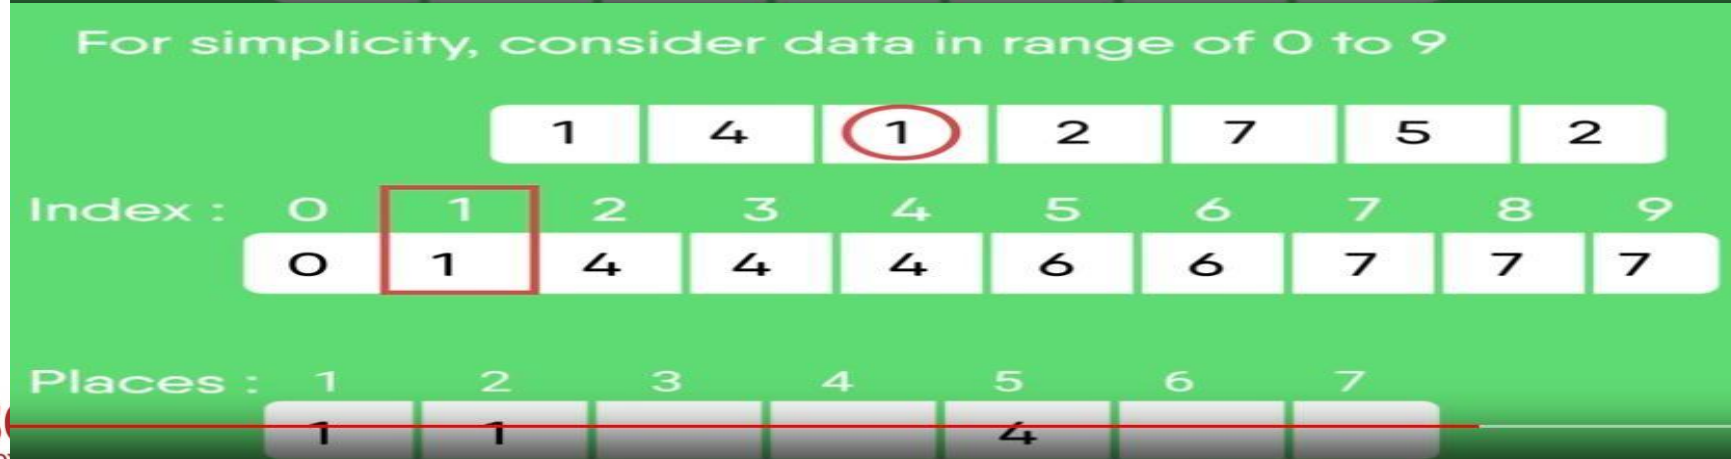 For simplicity, consider data in range of 0 to 9
1 4 1 2 7 5 2
Index : 0 1 2 3 4 5 6 7 8 9
0 1 4 4 4 6 6 7 7 7
Places : 1 2 3 4 5 6 7
1 1 4